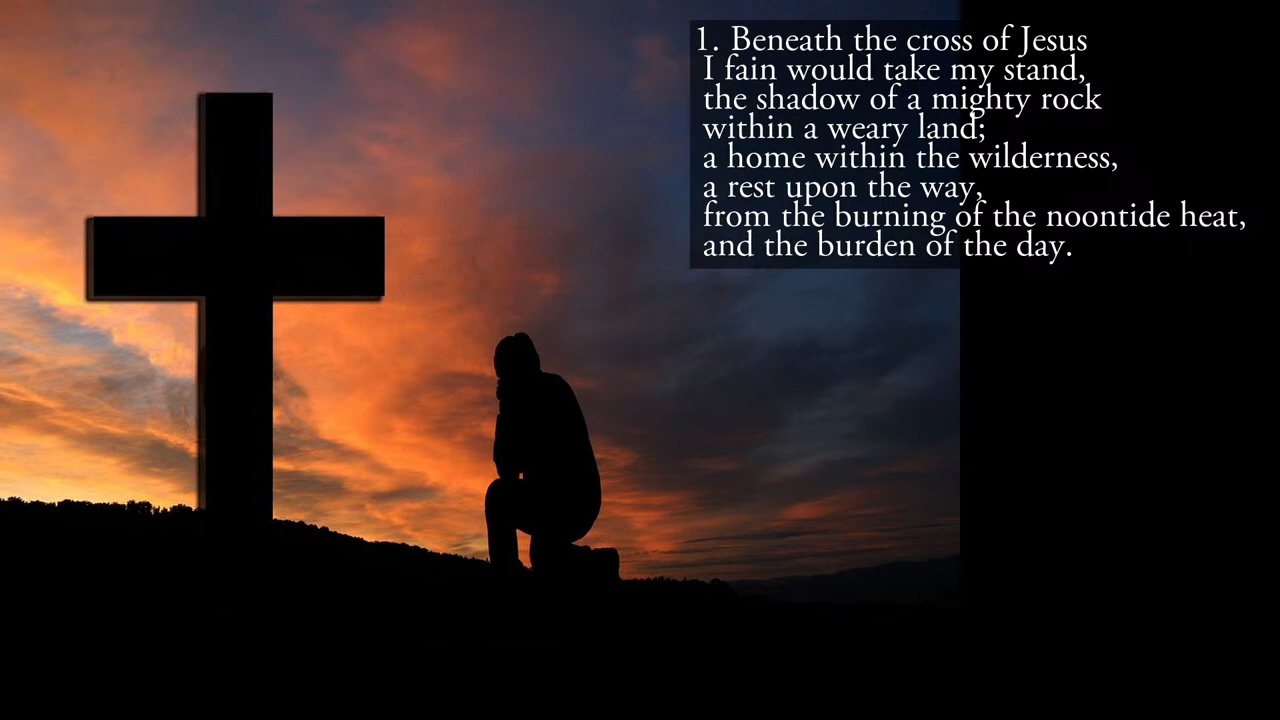 1. Beneath the cross of Jesus
I fain would take my stand,
the shadow of a mighty rock
within a weary land;
a home within the wilderness,
a rest upon the way,
from the burning of the noontide heat,
and the burden of the day.